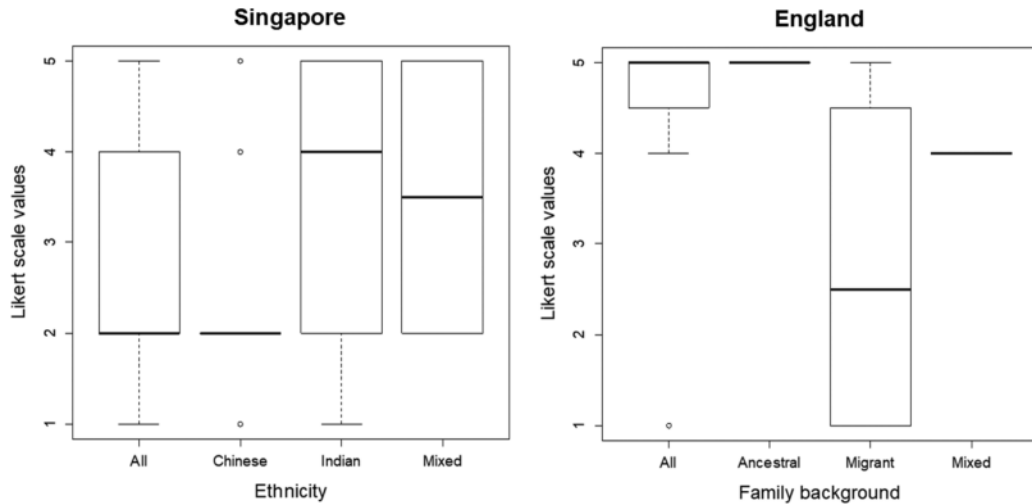 Singapore
Likert scale values
5
4
3
2
1
All Chinese Indian Mixed
Ethnicity
England
Likert scale values
5
4
3
2
1
All Ancestral Migrant Mixed
Family background